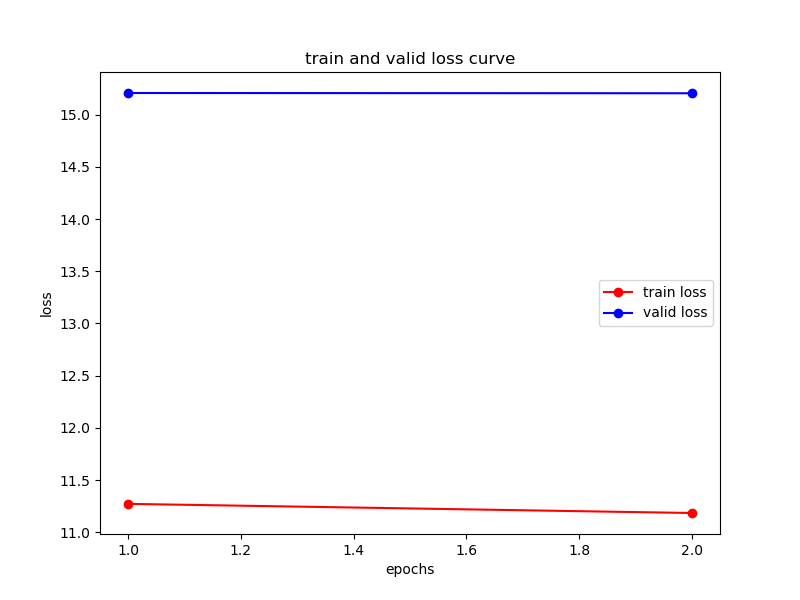 train and valid loss curve
15.0
14.5
14.0
13.5
13.0
12.5
12.0
11.5
11.0
loss
train loss
valid loss
1.0 1.2 1.4 1.6 1.8 2.0
epochs